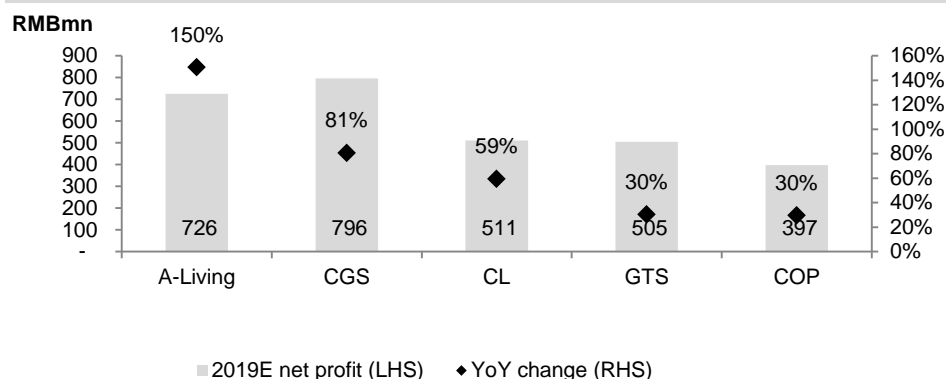 RMBmn
150%
900 160%
800 140%
700 81% 120%
600 59% 100%
500 80%
400 30% 30% 60%
300 40%
200 726 796 511 505 397 20%
100 0%
-
A-Living CGS CL GTS COP
2019E net profit (LHS) YoY change (RHS)